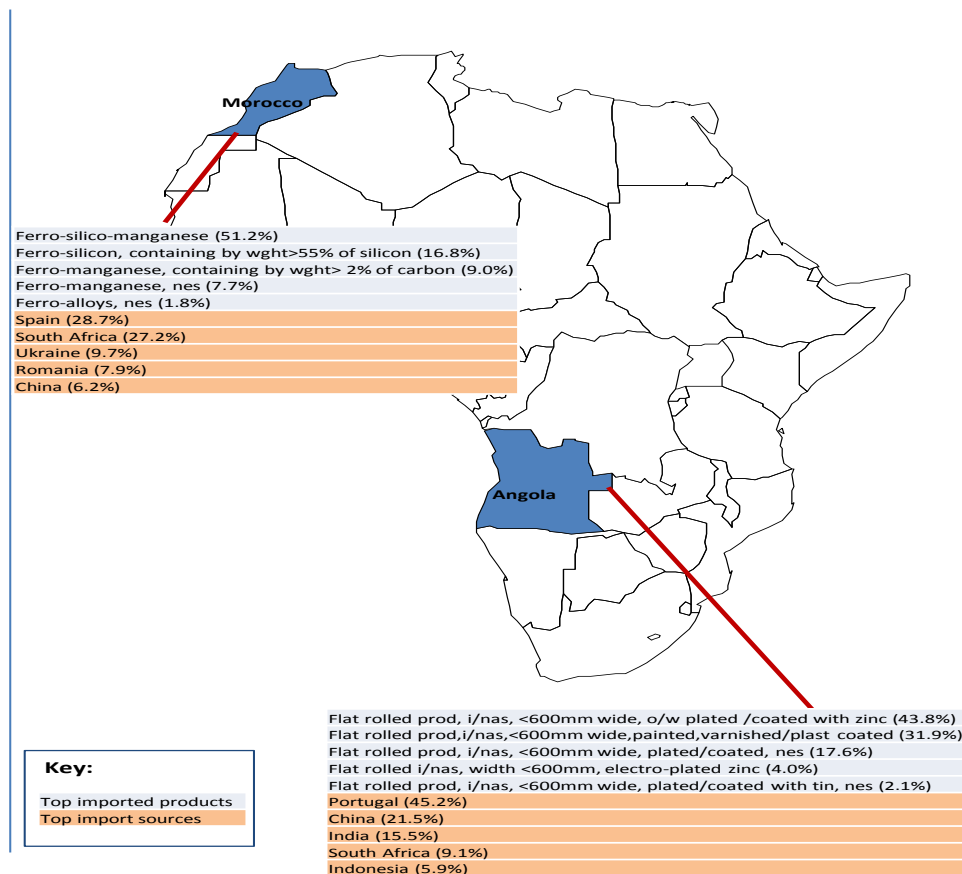 Morocco
Ferro-silico-manganese (51.2%)
Ferro-silicon, containing by wght>55% of silicon (16.8%)
Ferro-manganese, containing by wght> 2% of carbon (9.0%)
Ferro-manganese, nes (7.7%)
Ferro-alloys, nes (1.8%)
Spain (28.7%)
South Africa (27.2%)
Ukraine (9.7%)
Romania (7.9%)
China (6.2%)
Angola
Flat rolled prod, i/nas, <600mm wide, o/w plated /coated with zinc (43.8%)
Flat rolled prod,i/nas,<600mm wide,painted,varnished/plast coated (31.9%)
Flat rolled prod, i/nas, <600mm wide, plated/coated, nes (17.6%)
Flat rolled i/nas, width <600mm, electro-plated zinc (4.0%)
Flat rolled prod, i/nas, <600mm wide, plated/coated with tin, nes (2.1%)
Portugal (45.2%)
China (21.5%)
India (15.5%)
South Africa (9.1%)
Indonesia (5.9%)
Key:
Top imported products
Top import sources